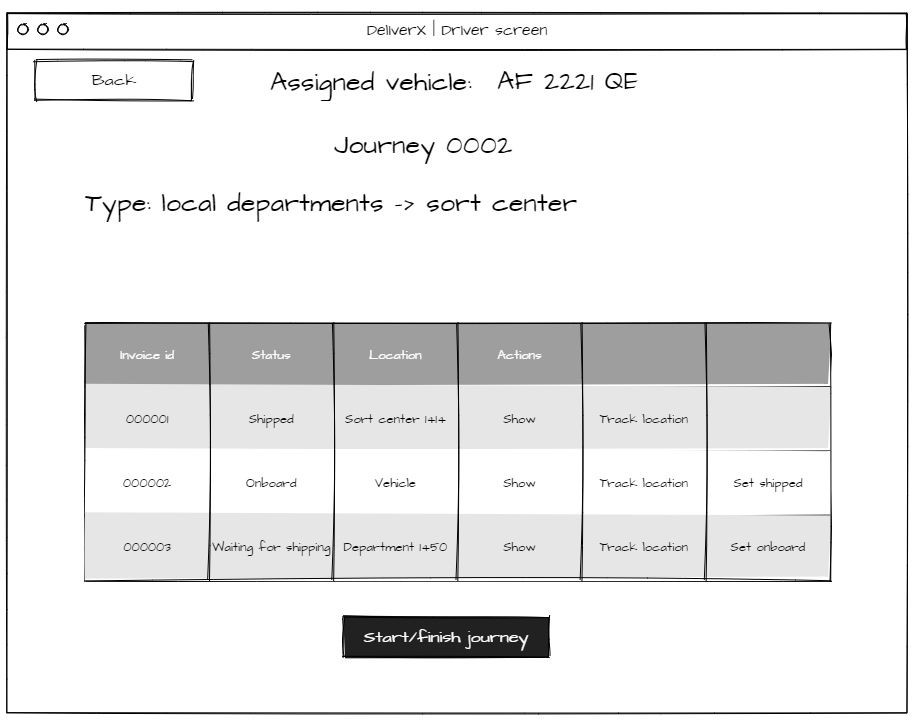 DeliverX | Driver screen
Back
Assigned vehicle: AF 2221 QE
Journey 0002
Type: local departments -> sort center
Invoice id Status Location Actions
000001 Shipped Sort center 1414 Show Track location
000002 Onboard Vehicle Show Track location Set shipped
000003 Waiting for shipping Department 1450 Show Track location Set onboard
Start/finish journey